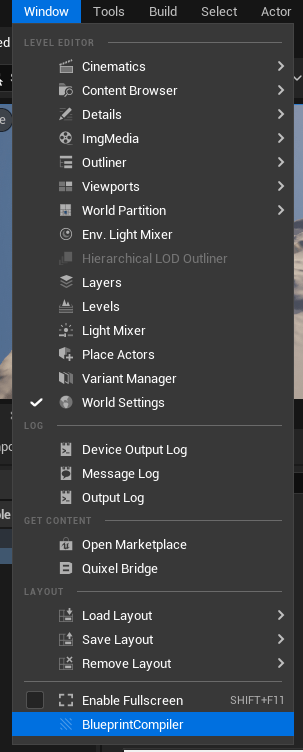 Window Tools Build Select Actor
LEVEL EDITOR
Cinematics
Content Browser
Details
ImgMedia
Outliner
Viewports
World Partition
Env. Light Mixer
Hierarchical LOD Outliner
Layers
Levels
Light Mixer
Place Actors
Variant Manager
World Settings
LOG
Device Output Log
Message Log
Output Log
GET CONTENT
Open Marketplace
Quixel Bridge
LAYOUT
Load Layout
Save Layout
Remove Layout
Enable Fullscreen SHIFT+F11
BlueprintCompiler